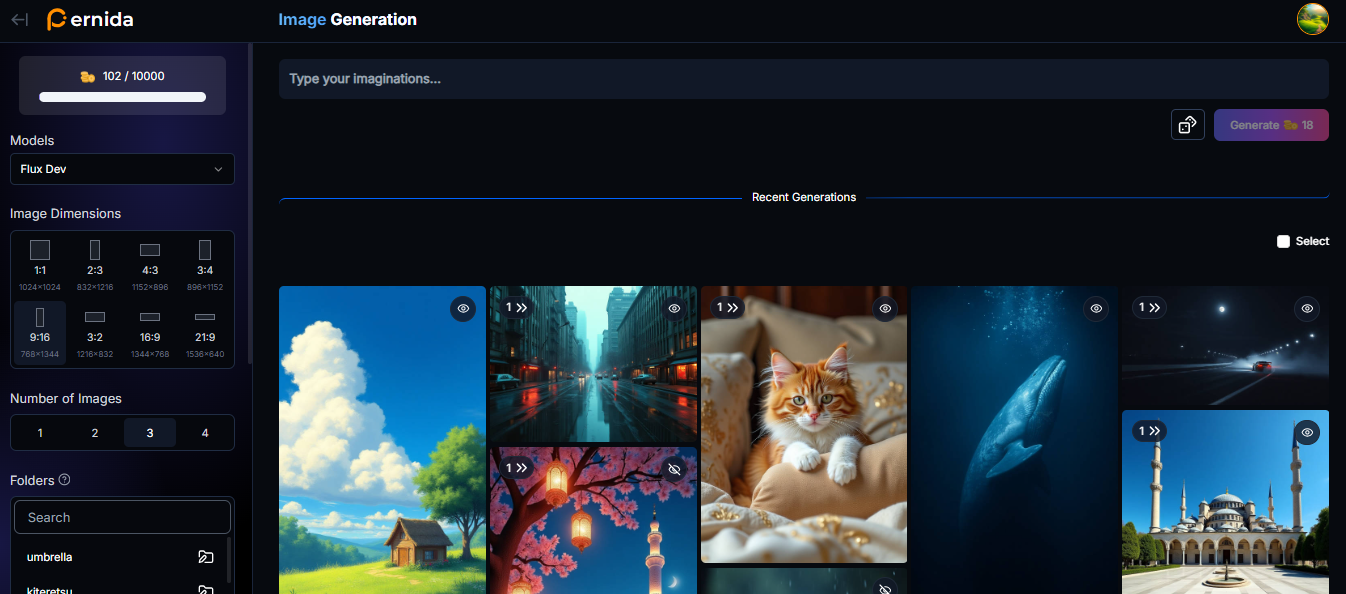 Pernida
Image Generation
102 / 10000
Type your imaginations...
Generate 18
Models
Flux Dev
Recent Generations
Image Dimensions
Select
1:1 2:3 4:3 3:4
1024×1024 832×1216 1152×896 896×1152
9:16 3:2 16:9 21:9
768×1344 1216×832 1344×768 1536×640
Number of Images
1 2 3 4
Folders
Search
umbrella
kiteretsu
1
1
1
1
1